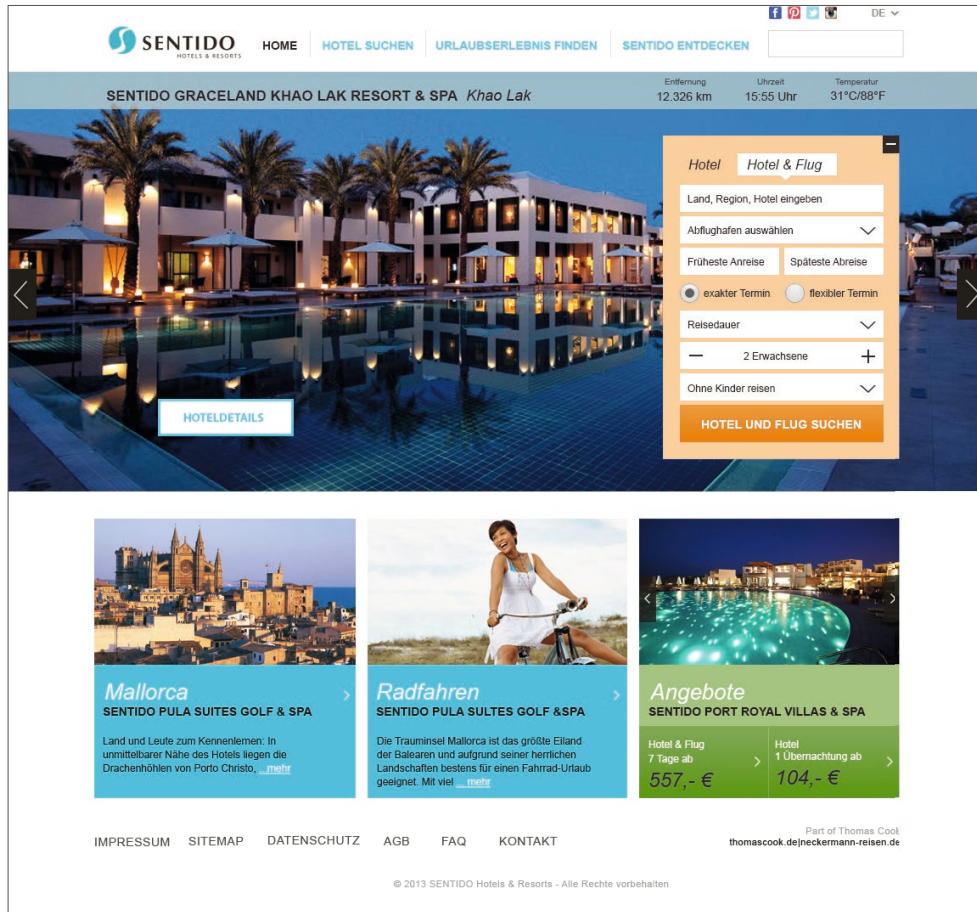 DE
SENTIDO
HOTELS & RESORTS
HOME
HOTEL SUCHEN
URLAUBSERLEBNIS FINDEN
SENTIDO ENTDECKEN
SENTIDO GRACELAND KHAO LAK RESORT & SPA Khao Lak
Entfernung
12.326 km
Uhrzeit
15:55 Uhr
Temperatur
31°C/88°F
Hotel
Hotel & Flug
Land, Region, Hotel eingeben
Abflughafen auswählen
Früheste Anreise
Späteste Abreise
exakter Termin
flexibler Termin
Reisedauer
2 Erwachsene
Ohne Kinder reisen
HOTEL UND FLUG SUCHEN
HOTELDETAILS
Mallorca
SENTIDO PULA SUITES GOLF & SPA
Land und Leute zum Kennenlernen: In
unmittelbarer Nähe des Hotels liegen die
Drachenhöhlen von Porto Christo, ...mehr
Radfahren
SENTIDO PULA SULTES GOLF &SPA
Die Trauminsel Mallorca ist das größte Eiland
der Balearen und aufgrund seiner herrlichen
Landschaften bestens für einen Fahrrad-Urlaub
geeignet. Mit viel ... mehr
Angebote
SENTIDO PORT ROYAL VILLAS & SPA
Hotel & Flug
7 Tage ab
557,- €
Hotel
1 Übernachtung ab
104,- €
IMPRESSUM
SITEMAP
DATENSCHUTZ
AGB
FAQ
KONTAKT
Part of Thomas Cook
thomascook.de|neckermann-reisen.de
© 2013 SENTIDO Hotels & Resorts - Alle Rechte vorbehalten